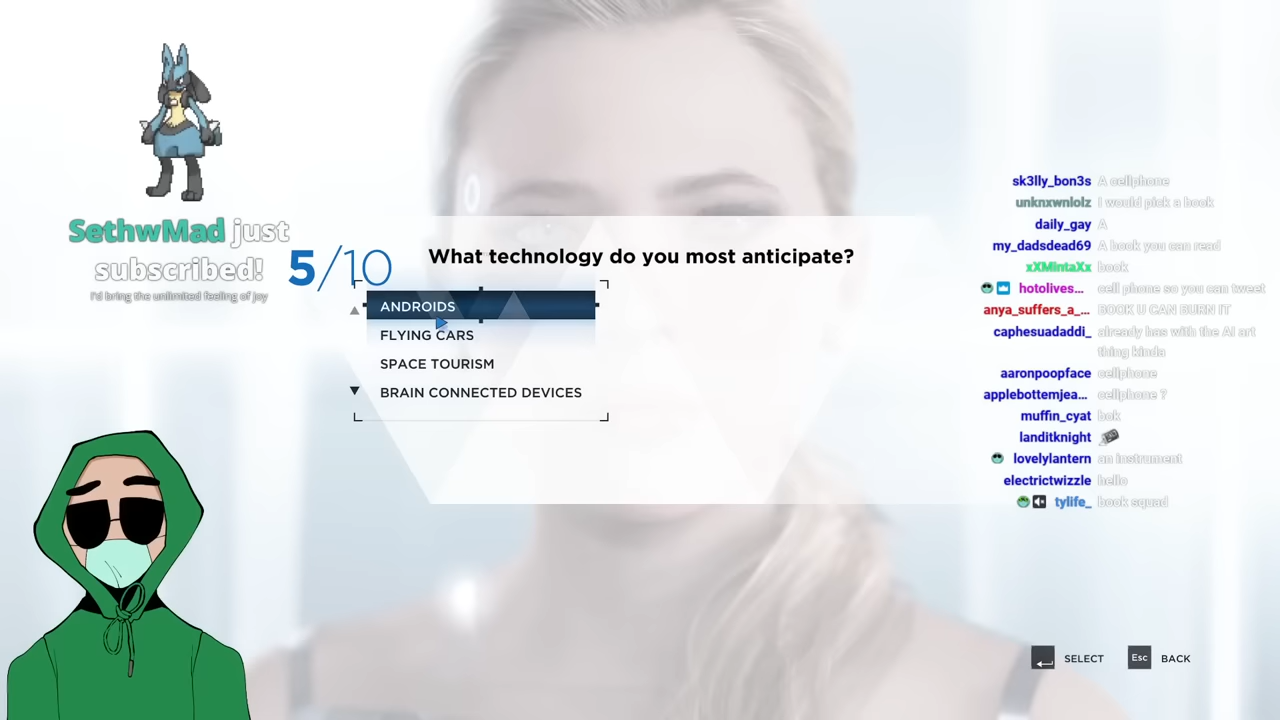 SethwMad just
subscribed!
I'd bring the unlimited feeling of joy
5/10
What technology do you most anticipate?
ANDROIDS
FLYING CARS
SPACE TOURISM
BRAIN CONNECTED DEVICES
sk3lly_bon3s A cellphone
unknxwnlolz I would pick a book
daily_gay A
my_dadsdead69 A book you can read
xXMintaXx book
hotolives... cell phone so you can tweet
anya_suffers_a_... BOOK U CAN BURN IT
caphesuadaddi_ already has with the AI art
thing kinda
aaronpoopface cellphone
applebottemjea... cellphone ?
muffin_cyat bok
landitknight
lovelylantern an instrument
electrictwizzle hello
tylife_ book squad
SELECT Esc BACK